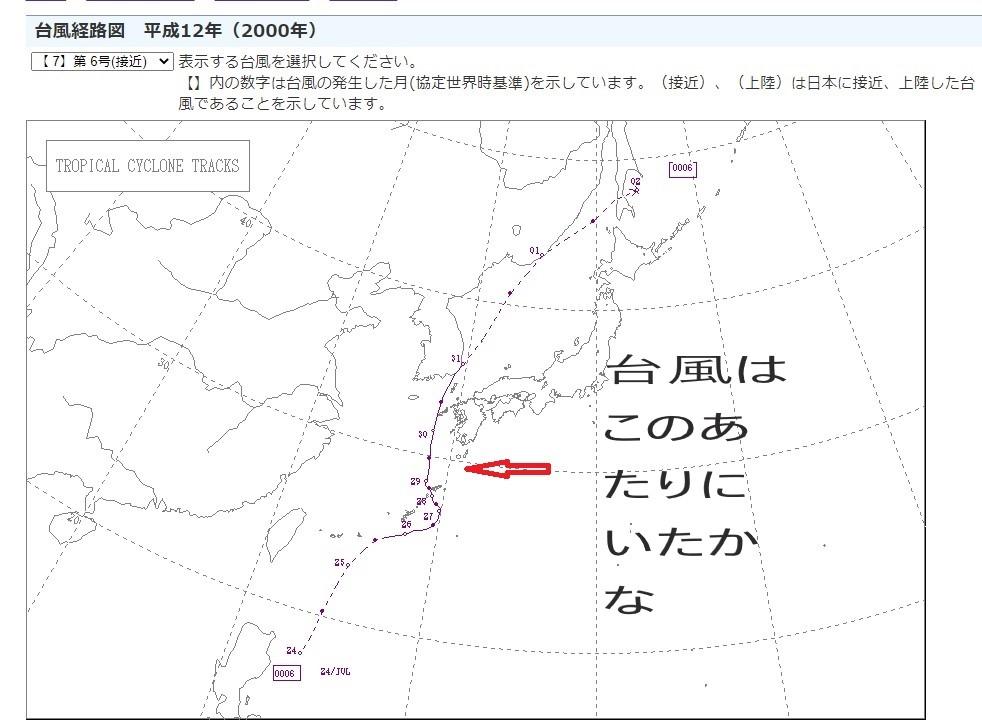 台風経路図　平成12年（2000年）
【 7】第 6号(接近)
表示する台風を選択してください。
【】内の数字は台風の発生した月(協定世界時基準)を示しています。（接近）、（上陸）は日本に接近、上陸した台
風であることを示しています。
TROPICAL CYCLONE TRACKS
0006
02
40
01
30
31
台風は
このあ
30
たりに
29
28
27
26
いたか
25
な
24
0006
24/JUL